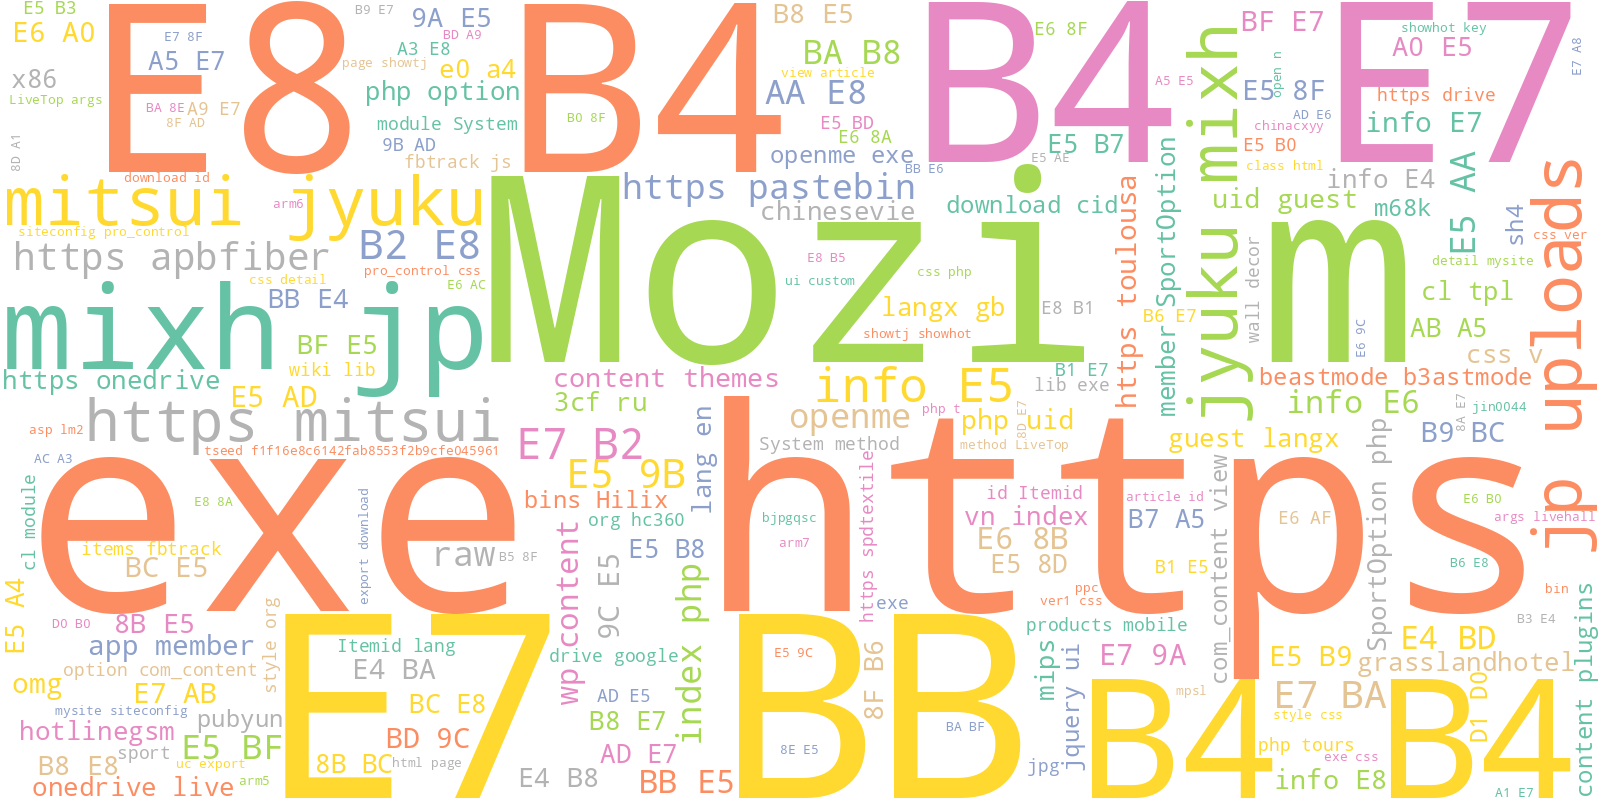 E5 B3
B9 E7
9A E5
B8 E5
E6 8F
BF E7
showhot key
E7
E6 A0
E8
E7 8F
BD A9
B4
B4
A0 E5
E7 A8
A3 E8
BA B8
A5 E7
page showtj
e0 a4
view article
A5 E5
open n
x86
php option
AA E8
E5 8F
https drive
LiveTop args
BA 8E
A9 E7
B0 8F
AD E6
8F AD
module System
E5 BD
chinacxyy
info E7
E6 8A
9B AD
E5 B7
E5 B0
8D A1
fbtrack js
openme exe
E5 AE
BB E6
class html
download id
mitsui jyuku
https pastebin
info E4
E5 AA
arm6
chinesevie
download cid
uid guest
m68k
sh4
uploads
siteconfig pro_control
css ver
https apbfiber
B2 E8
Mozi
m
E8 B5
jyuku mixh
member SportOption
https toulousa
wall decor
pro_control css
css php
detail mysite
css detail
ui custom
mixh jp
E6 AC
BB E4
langx gb
E8 B1
cl tpl
B6 E7
BF E5
showtj showhot
AB A5
E6 9C
css v
wiki lib
B1 E7
https onedrive
content themes
info E5
lib exe
beastmode b3astmode
E5 AD
3cf ru
info E6
https mitsui
openme
php t
php uid
8D E7
8A E7
jin0044
asp lm2
E7 B2
System method
method LiveTop
guest langx
B9 BC
tseed f1f16e8c6142fab8553f2b9cfe045961
AC A3
E5 9B
lang en
exe
https
jp
bins Hilix
id Itemid
article id
E6 B0
E8 8A
org hc360
bjpgqsc
vn index
B7 A5
E6 AF
args livehall
cl module
export download
https spdtextile
com_content view
SportOption php
items fbtrack
raw
B5 8F
E5 B8
arm7
E6 8B
BC E5
E5 8D
B1 E5
B6 E8
E5 A4
9C E5
ppc
bin
wp content
index php
exe
ver1 css
D0 B0
8B E5
E7
BB
products mobile
B3 E4
content plugins
app member
style org
Itemid lang
drive google
E5 9C
8F B6
mips
jquery ui
E7 9A
E5 B9
E4 BD
option com_content
E4 BA
grasslandhotel
omg
E7 AB
AD E5
B4
mpsl
E7 BA
B4
D1 D0
mysite siteconfig
BC E8
B8 E7
BA BF
style css
hotlinegsm
pubyun
BD 9C
sport
E5 BF
AD E7
8E E5
php tours
exe css
B8 E8
uc export
8B BC
html page
jpg
onedrive live
arm5
E4 B8
BB E5
info E8
A1 E7